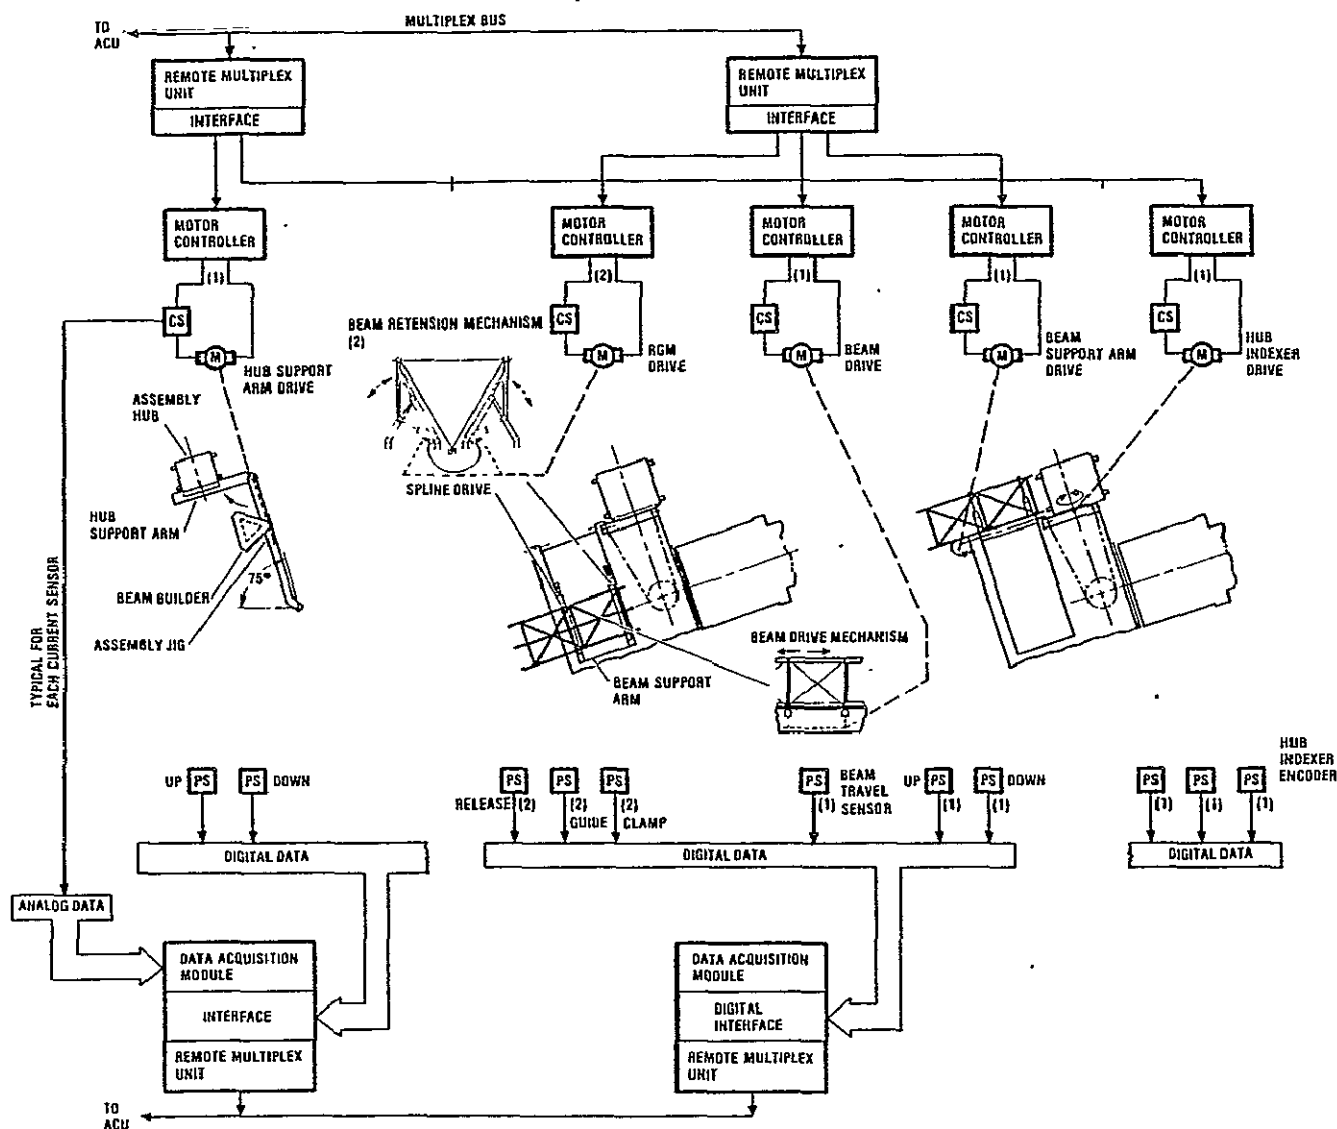 TO
ACU
MULTIPLEX BUS
REMOTE MULTIPLEX
UNIT
INTERFACE
REMOTE MULTIPLEX
UNIT
INTERFACE
MOTOR
CONTROLLER
MOTOR
CONTROLLER
MOTOR
CONTROLLER
MOTOR
CONTROLLER
MOTOR
CONTROLLER
(1)
(2)
(1)
(1)
(1)
CS
CS
CS
CS
CS
M
HUB SUPPORT
ARM DRIVE
BEAM RETENSION MECHANISM
(2)
M
RGM
DRIVE
M
BEAM
DRIVE
M
BEAM
SUPPORT ARM
DRIVE
M
HUB
INDEXER
DRIVE
ASSEMBLY
HUB
HUB
SUPPORT ARM
75°
BEAM BUILDER
ASSEMBLY JIG
SPLINE DRIVE
BEAM SUPPORT
ARM
BEAM DRIVE MECHANISM
TYPICAL FOR
EACH CURRENT SENSOR
UP
PS
PS
DOWN
PS
PS
PS
RELEASE
(2)
(2)
GUIDE
(2)
CLAMP
PS
(1)
BEAM
TRAVEL
SENSOR
UP
PS
(1)
PS
DOWN
(1)
PS
PS
PS
(1)
(1)
(1)
HUB
INDEXER
ENCODER
DIGITAL DATA
DIGITAL DATA
DIGITAL DATA
ANALOG DATA
DATA ACQUISITION
MODULE
INTERFACE
REMOTE MULTIPLEX
UNIT
DATA ACQUISITION
MODULE
DIGITAL
INTERFACE
REMOTE MULTIPLEX
UNIT
TO
ACU